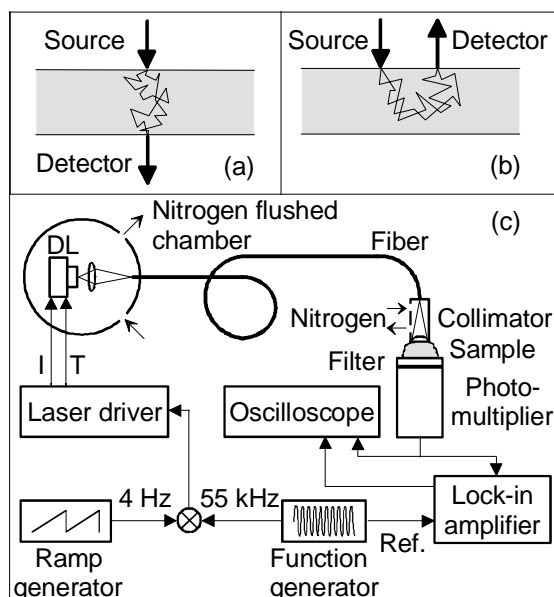 Source
Detector
(a)
Source
Detector
(b)
(c)
Nitrogen flushed
chamber
DL
Fiber
Nitrogen
Collimator
Sample
Filter
Photo-
multiplier
I
T
Laser driver
Oscilloscope
4 Hz
55 kHz
Lock-in
amplifier
Ref.
Ramp
generator
Function
generator